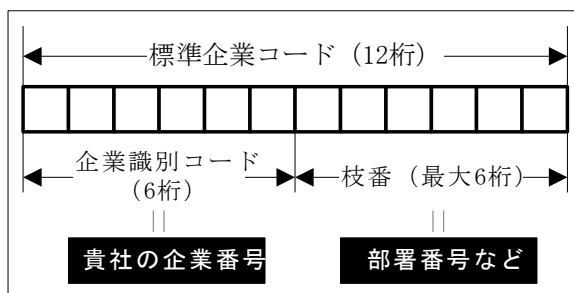 標準企業コード（12桁）
企業識別コード
（6桁）
枝番（最大6桁）
貴社の企業番号
部署番号など